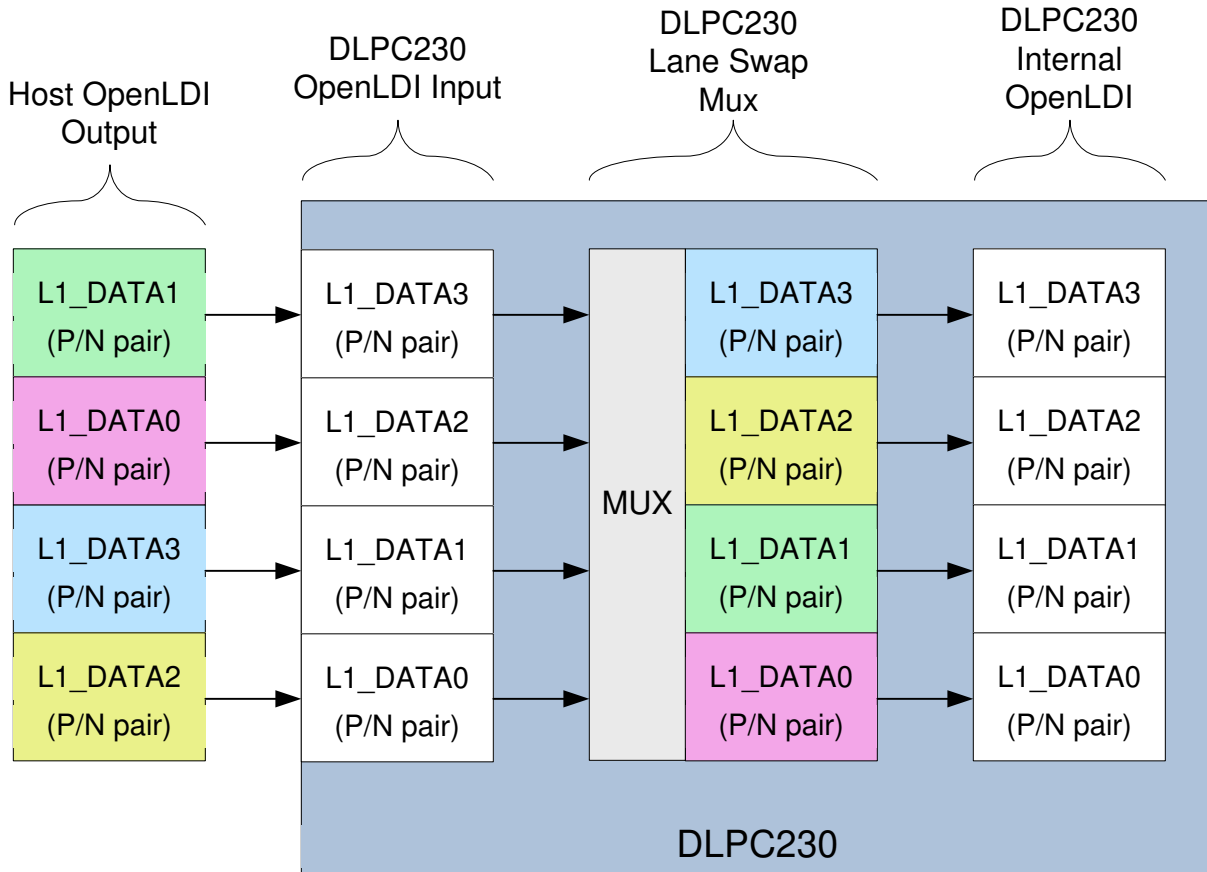 Host OpenLDI
Output
DLPC230
OpenLDI Input
DLPC230
Lane Swap
Mux
DLPC230
Internal
OpenLDI
L1_DATA1
(P/N pair)
L1_DATA0
(P/N pair)
L1_DATA3
(P/N pair)
L1_DATA2
(P/N pair)
L1_DATA3
(P/N pair)
L1_DATA2
(P/N pair)
L1_DATA1
(P/N pair)
L1_DATA0
(P/N pair)
MUX
L1_DATA3
(P/N pair)
L1_DATA2
(P/N pair)
L1_DATA1
(P/N pair)
L1_DATA0
(P/N pair)
L1_DATA3
(P/N pair)
L1_DATA2
(P/N pair)
L1_DATA1
(P/N pair)
L1_DATA0
(P/N pair)
DLPC230